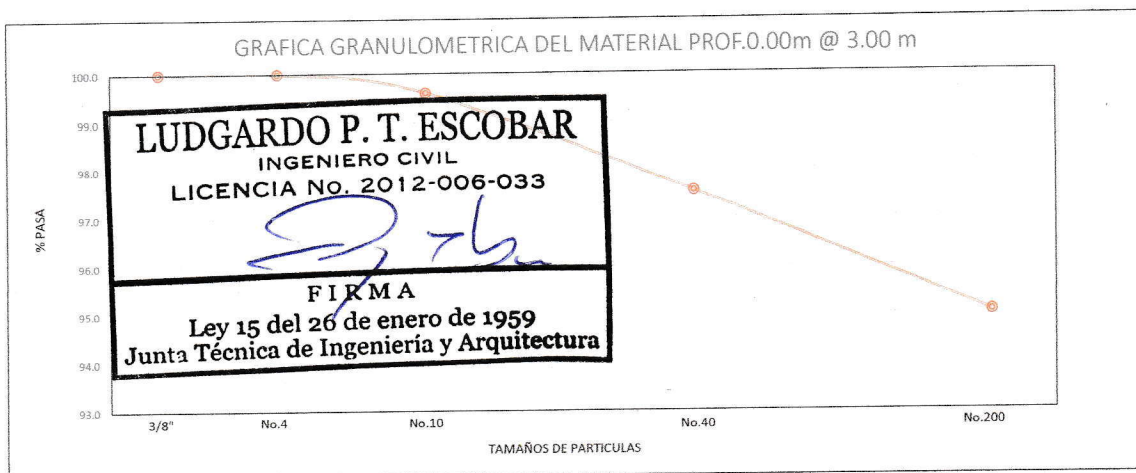 GRAFICA GRANULOMETRICA DEL MATERIAL PROF.0.00m @ 3.00 m
100.0
99.0
98.0
97.0
96.0
95.0
94.0
93.0
% PASA
LUDGARDO P. T. ESCOBAR
INGENIERO CIVIL
LICENCIA No. 2012-006-033
FIRMA
Ley 15 del 26 de enero de 1959
Junta Técnica de Ingeniería y Arquitectura
3/8"
No.4
No.10
No.40
No.200
TAMAÑOS DE PARTICULAS